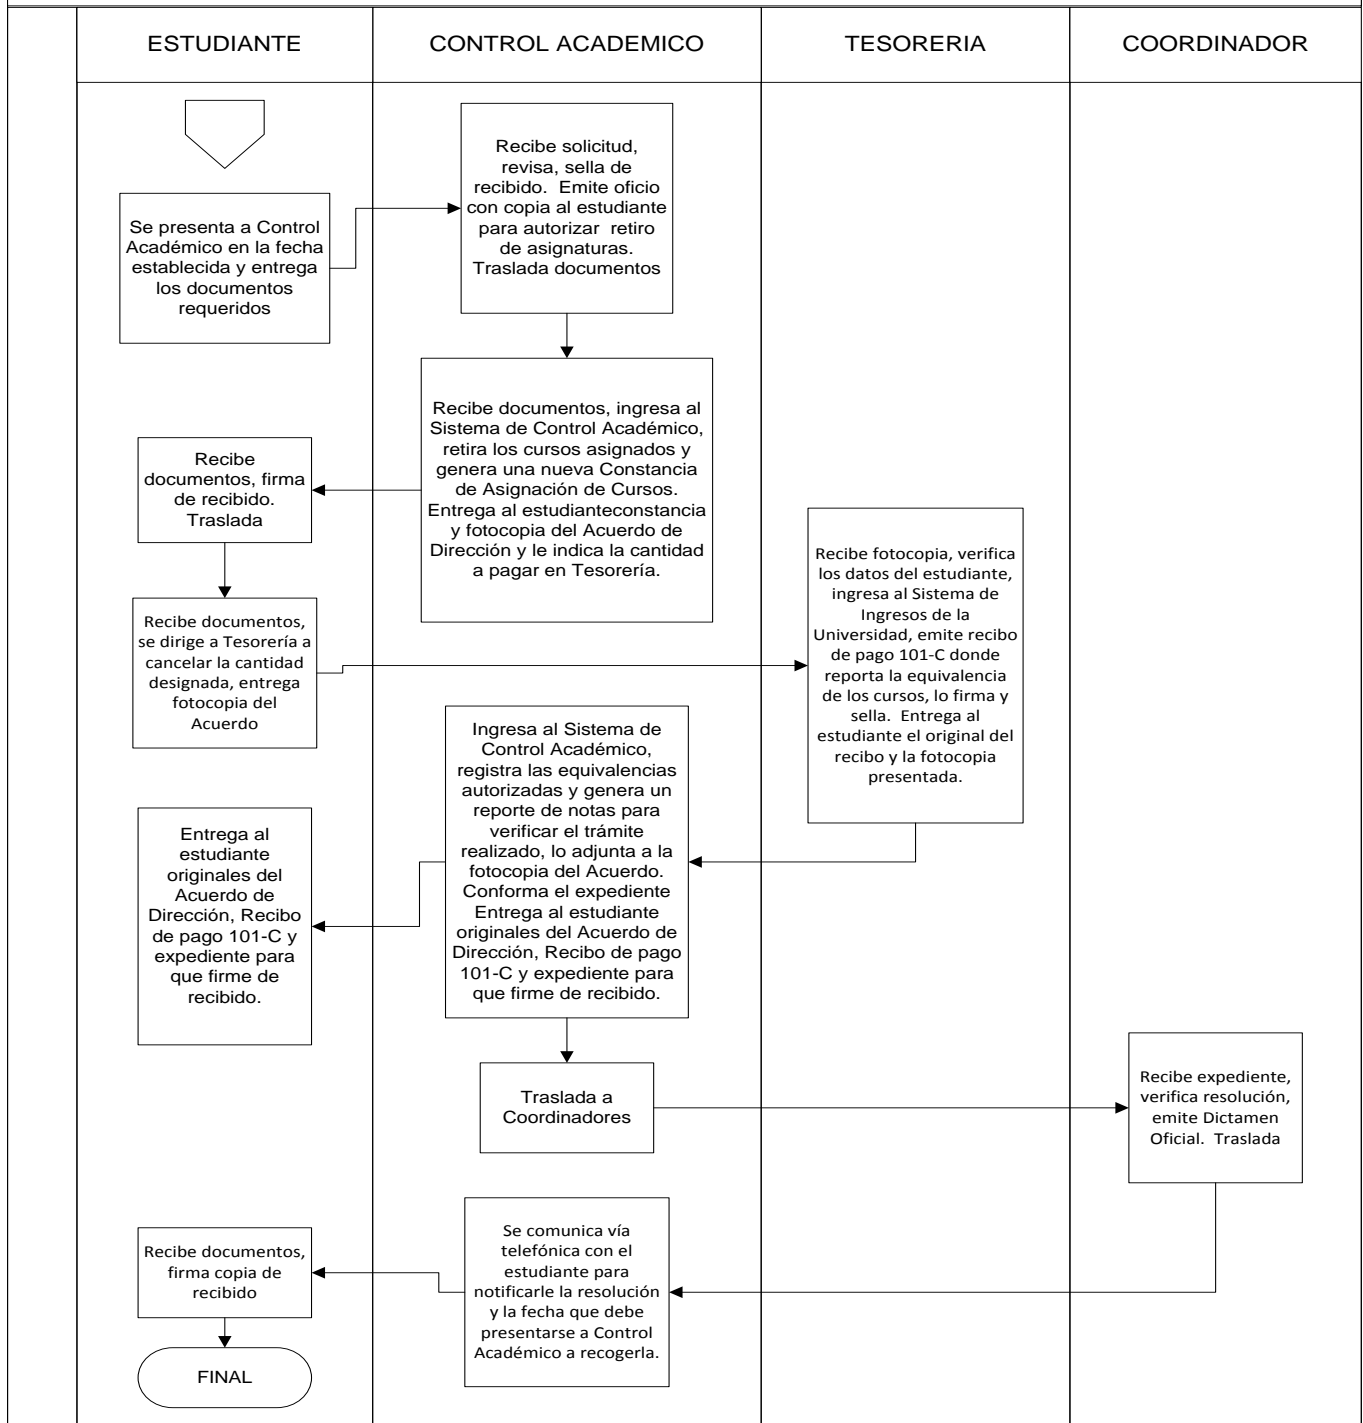 ESTUDIANTE
CONTROL ACADEMICO
TESORERIA
COORDINADOR
Se presenta a Control
Académico en la fecha
establecida y entrega
los documentos
requeridos
Recibe solicitud,
revisa, sella de
recibido.  Emite oficio
con copia al estudiante
para autorizar  retiro
de asignaturas.
Traslada documentos
Recibe documentos, ingresa al
Sistema de Control Académico,
retira los cursos asignados y
genera una nueva Constancia
de Asignación de Cursos.
Entrega al estudianteconstancia
y fotocopia del Acuerdo de
Dirección y le indica la cantidad
a pagar en Tesorería.
Recibe
documentos, firma
de recibido.
Traslada
Recibe documentos,
se dirige a Tesorería a
cancelar la cantidad
designada, entrega
fotocopia del
Acuerdo
Recibe fotocopia, verifica
los datos del estudiante,
ingresa al Sistema de
Ingresos de la
Universidad, emite recibo
de pago 101-C donde
reporta la equivalencia
de los cursos, lo firma y
sella.  Entrega al
estudiante el original del
recibo y la fotocopia
presentada.
Ingresa al Sistema de
Control Académico,
registra las equivalencias
autorizadas y genera un
reporte de notas para
verificar el trámite
realizado, lo adjunta a la
fotocopia del Acuerdo.
Conforma el expediente
Entrega al estudiante
originales del Acuerdo de
Dirección, Recibo de pago
101-C y expediente para
que firme de recibido.
Entrega al
estudiante
originales del
Acuerdo de
Dirección, Recibo
de pago 101-C y
expediente para
que firme de
recibido.
Traslada a
Coordinadores
Recibe expediente,
verifica resolución,
emite Dictamen
Oficial.  Traslada
Se comunica vía
telefónica con el
estudiante para
notificarle la resolución
y la fecha que debe
presentarse a Control
Académico a recogerla.
Recibe documentos,
firma copia de
recibido
FINAL